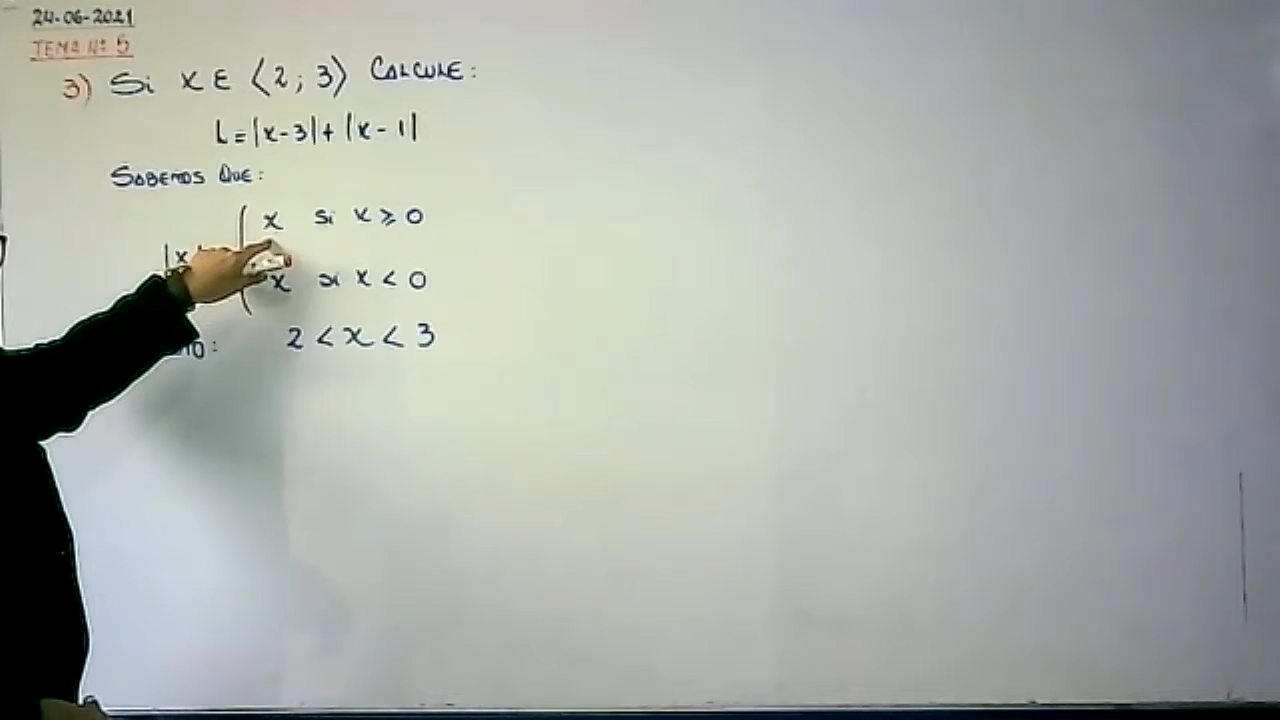 24-06-2021
TEMA Nº 5
3) Si x ∈ ⟨2; 3⟩ CALCULE:
L = |x-3| + |x-1|
SABEMOS QUE:
x si x ≥ 0
|x
x si x < 0
2 < x < 3